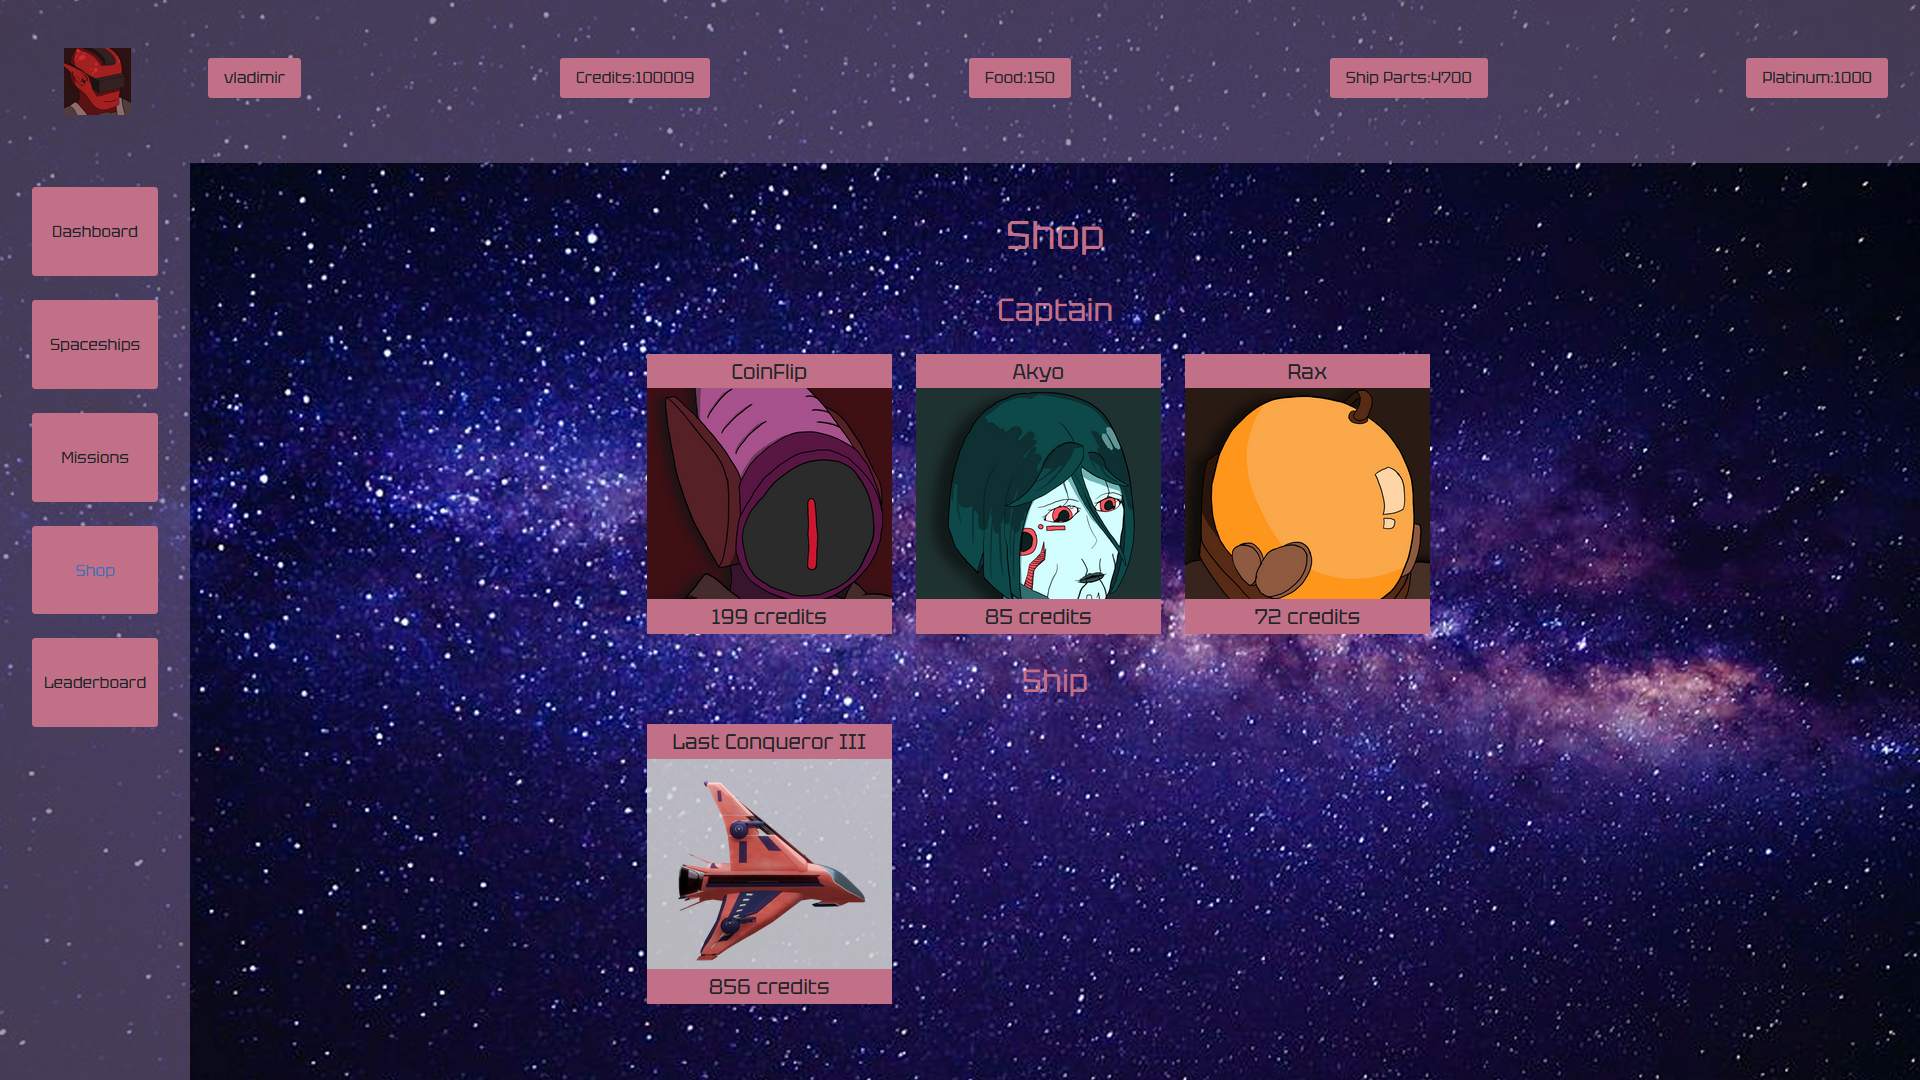 vladimir
Credits:100009
Food:150
Ship Parts:4700
Platinum:1000
Dashboard
Spaceships
Missions
Shop
Leaderboard
Shop
Captain
CoinFlip
Akyo
Rax
199 credits
85 credits
72 credits
Ship
Last Conqueror III
856 credits